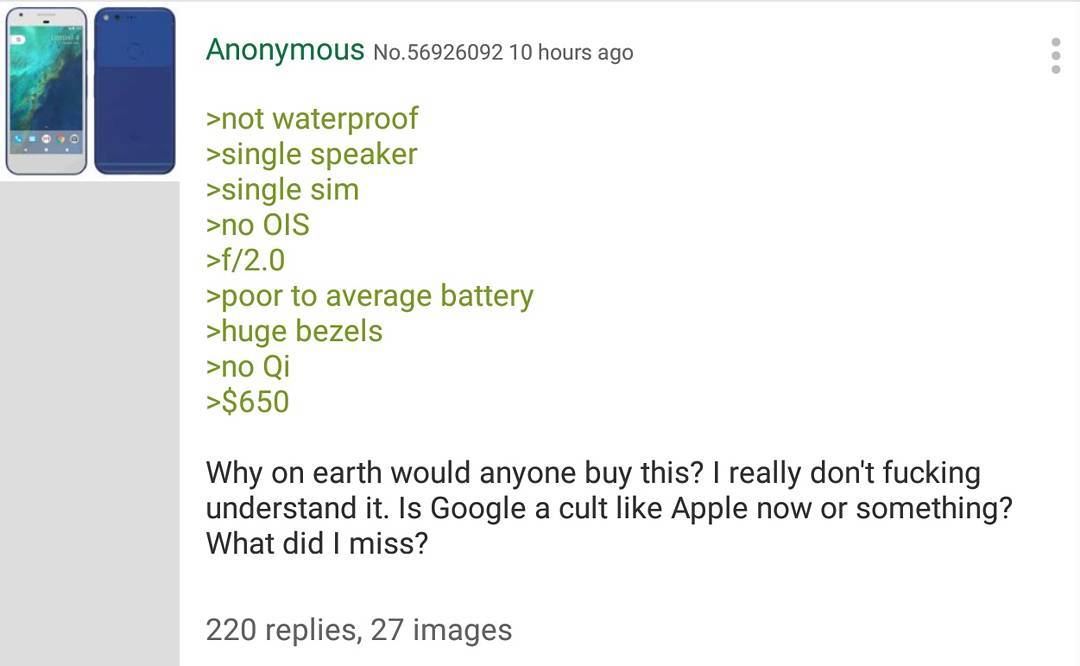 Anonymous No.56926092 10 hours ago
>not waterproof
>single speaker
>single sim
>no OIS
>f/2.0
>poor to average battery
>huge bezels
>no Qi
>$650
Why on earth would anyone buy this? I really don't fucking
understand it. Is Google a cult like Apple now or something?
What did I miss?
220 replies, 27 images